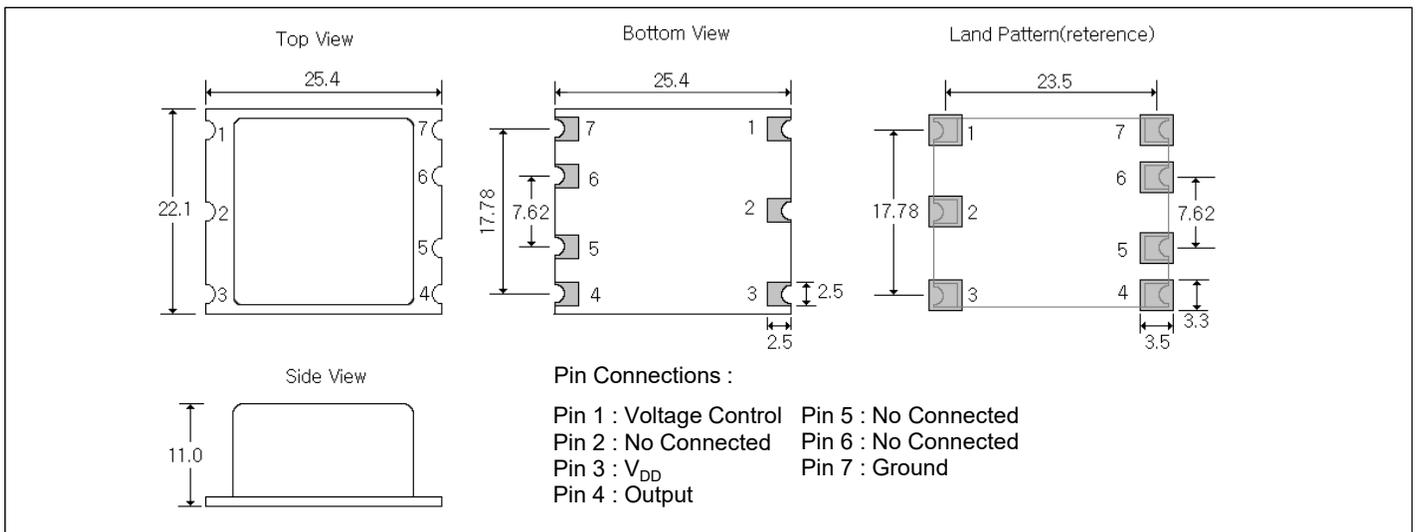 Top View
25.4
22.1
1
2
3
7
6
5
4
Bottom View
25.4
17.78
7.62
7
6
5
4
1
2
3
2.5
2.5
Land Pattern(reterence)
23.5
17.78
7.62
1
2
3
7
6
5
4
3.3
3.5
Side View
11.0
Pin Connections :
Pin 1 : Voltage Control
Pin 2 : No Connected
Pin 3 : VDD
Pin 4 : Output
Pin 5 : No Connected
Pin 6 : No Connected
Pin 7 : Ground